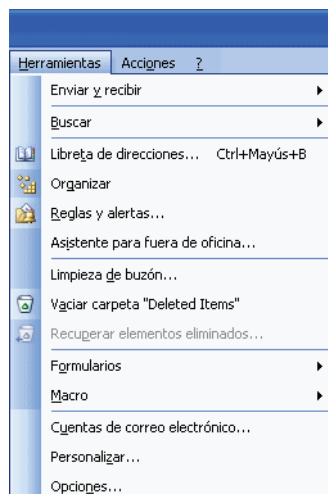 Herramientas Acciones ?
Enviar y recibir
Buscar
Libreta de direcciones... Ctrl+Mayús+B
Organizar
Reglas y alertas...
Asistente para fuera de oficina...
Limpieza de buzón...
Vaciar carpeta "Deleted Items"
Recuperar elementos eliminados...
Formularios
Macro
Cuentas de correo electrónico...
Personalizar...
Opciones...